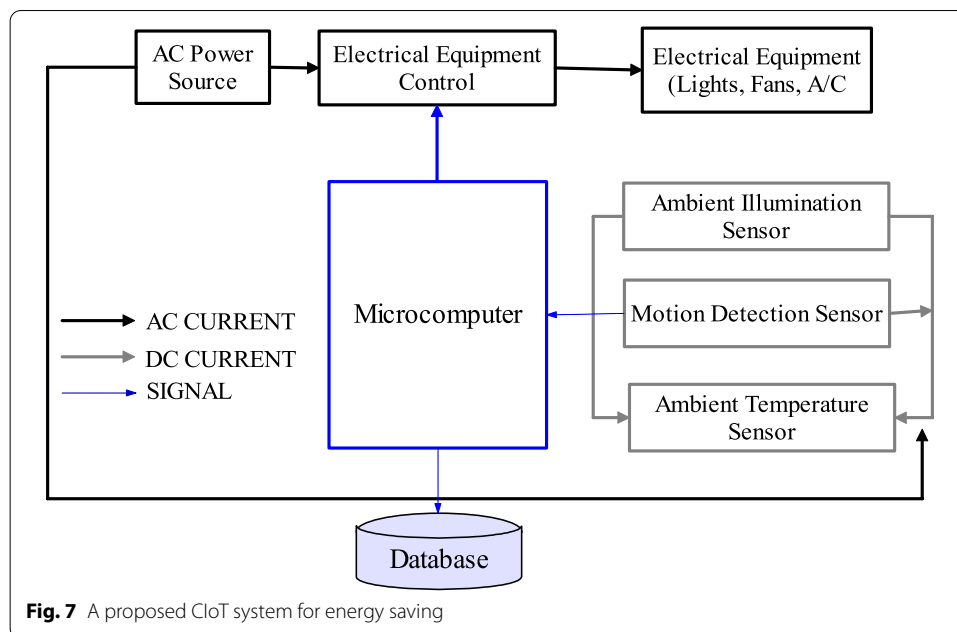 AC Power
Source
Electrical Equipment
Control
Electrical Equipment
(Lights, Fans, A/C
Ambient Illumination
Sensor
Microcomputer
Motion Detection Sensor
AC CURRENT
DC CURRENT
SIGNAL
Ambient Temperature
Sensor
Database
Fig. 7 A proposed CIoT system for energy saving